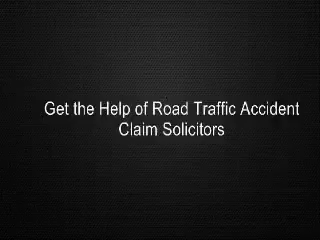 Get the Help of Road Traffic Accident
Claim Solicitors